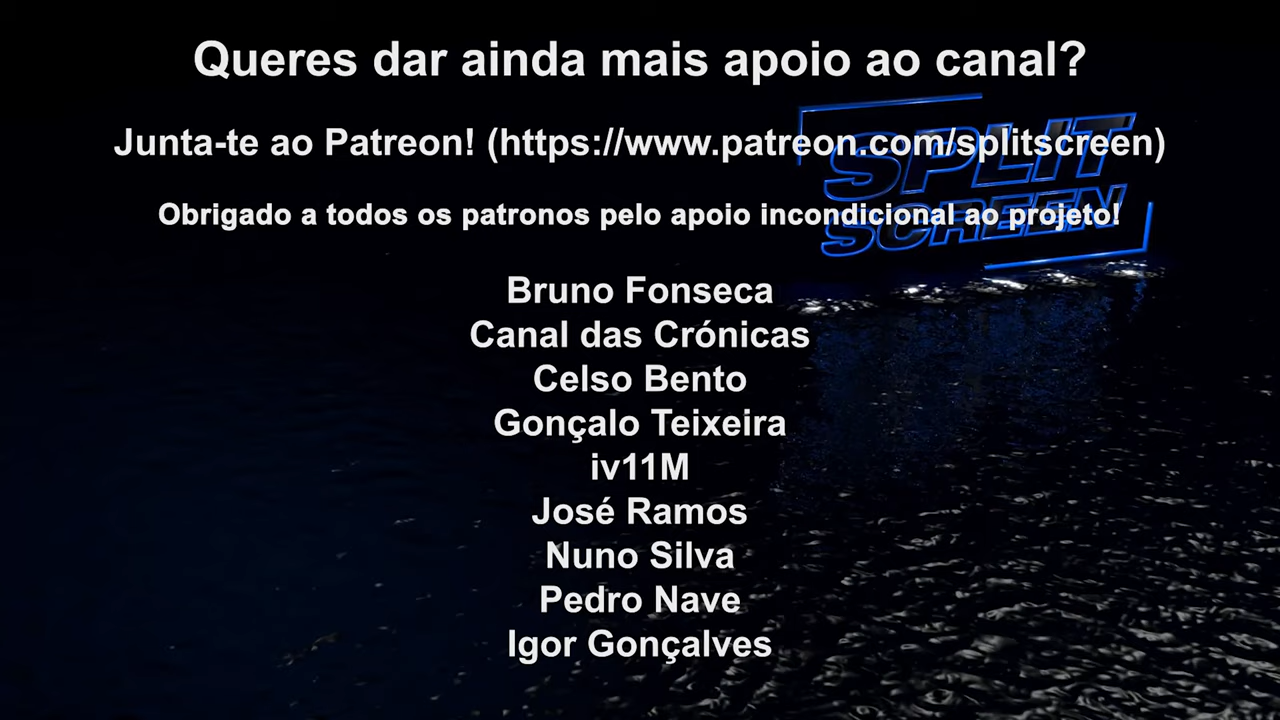 Queres dar ainda mais apoio ao canal?
Junta-te ao Patreon! (https://www.patreon.com/splitscreen)
SPLIT
SCREEN
Obrigado a todos os patronos pelo apoio incondicional ao projeto!
Bruno Fonseca
Canal das Crónicas
Celso Bento
Gonçalo Teixeira
iv11M
José Ramos
Nuno Silva
Pedro Nave
Igor Gonçalves